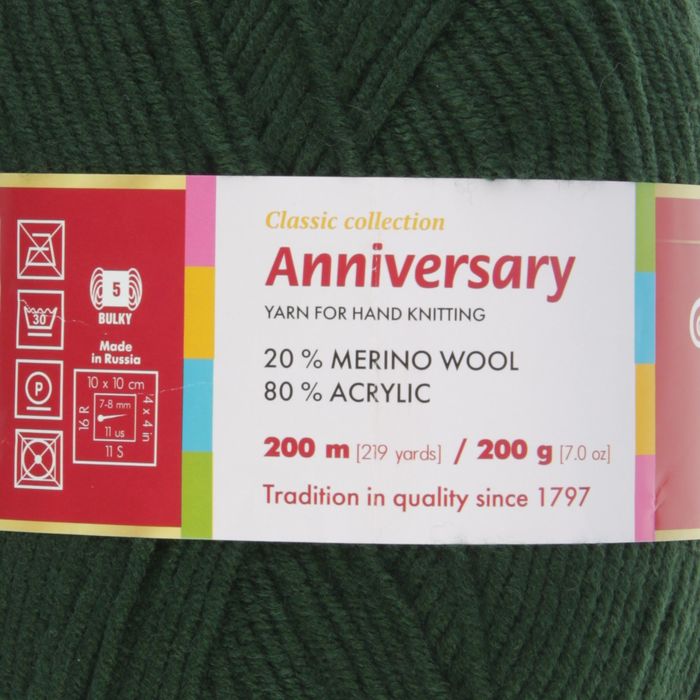 30
P
5
BULKY
Made
in Russia
10 x 10 cm
4 x 4 in
16 R
7-8 mm
11 us
11 S
Classic collection
Anniversary
YARN FOR HAND KNITTING
20 % MERINO WOOL
80 % ACRYLIC
200 m [219 yards] / 200 g [7.0 oz]
Tradition in quality since 1797